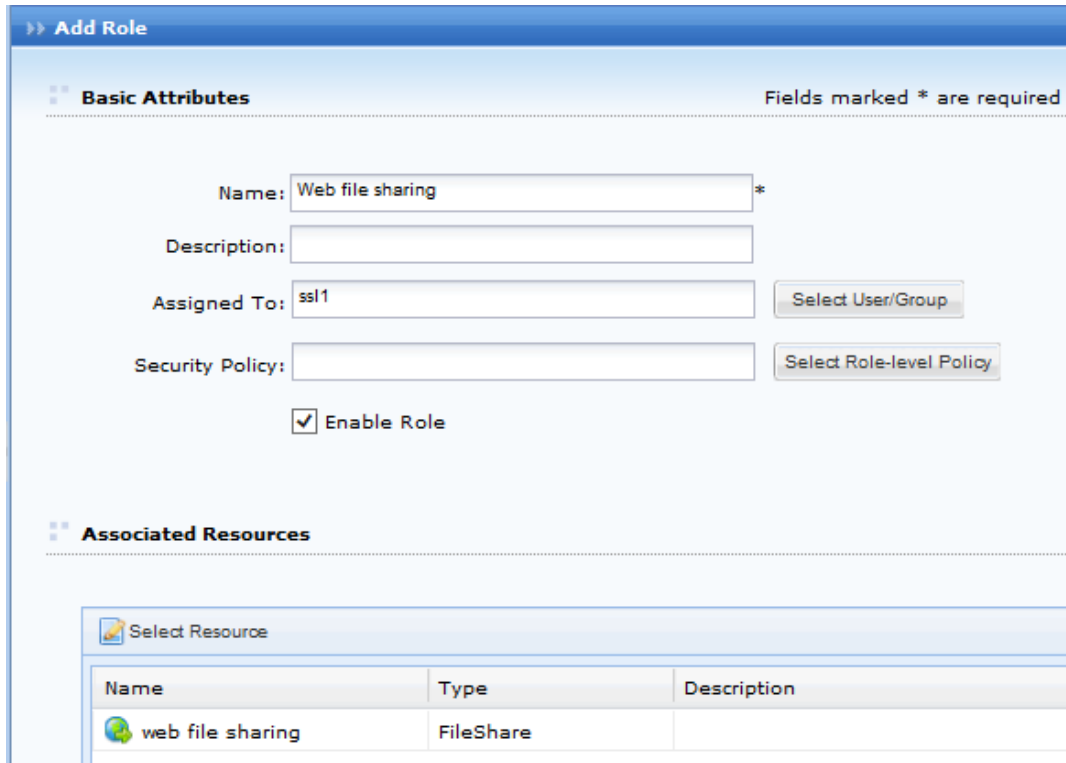 Add Role
Basic Attributes Fields marked * are required
Name: Web file sharing *
Description:
Assigned To: ssl1 Select User/Group
Security Policy: Select Role-level Policy
Enable Role
Associated Resources
Select Resource
Name Type Description
web file sharing FileShare